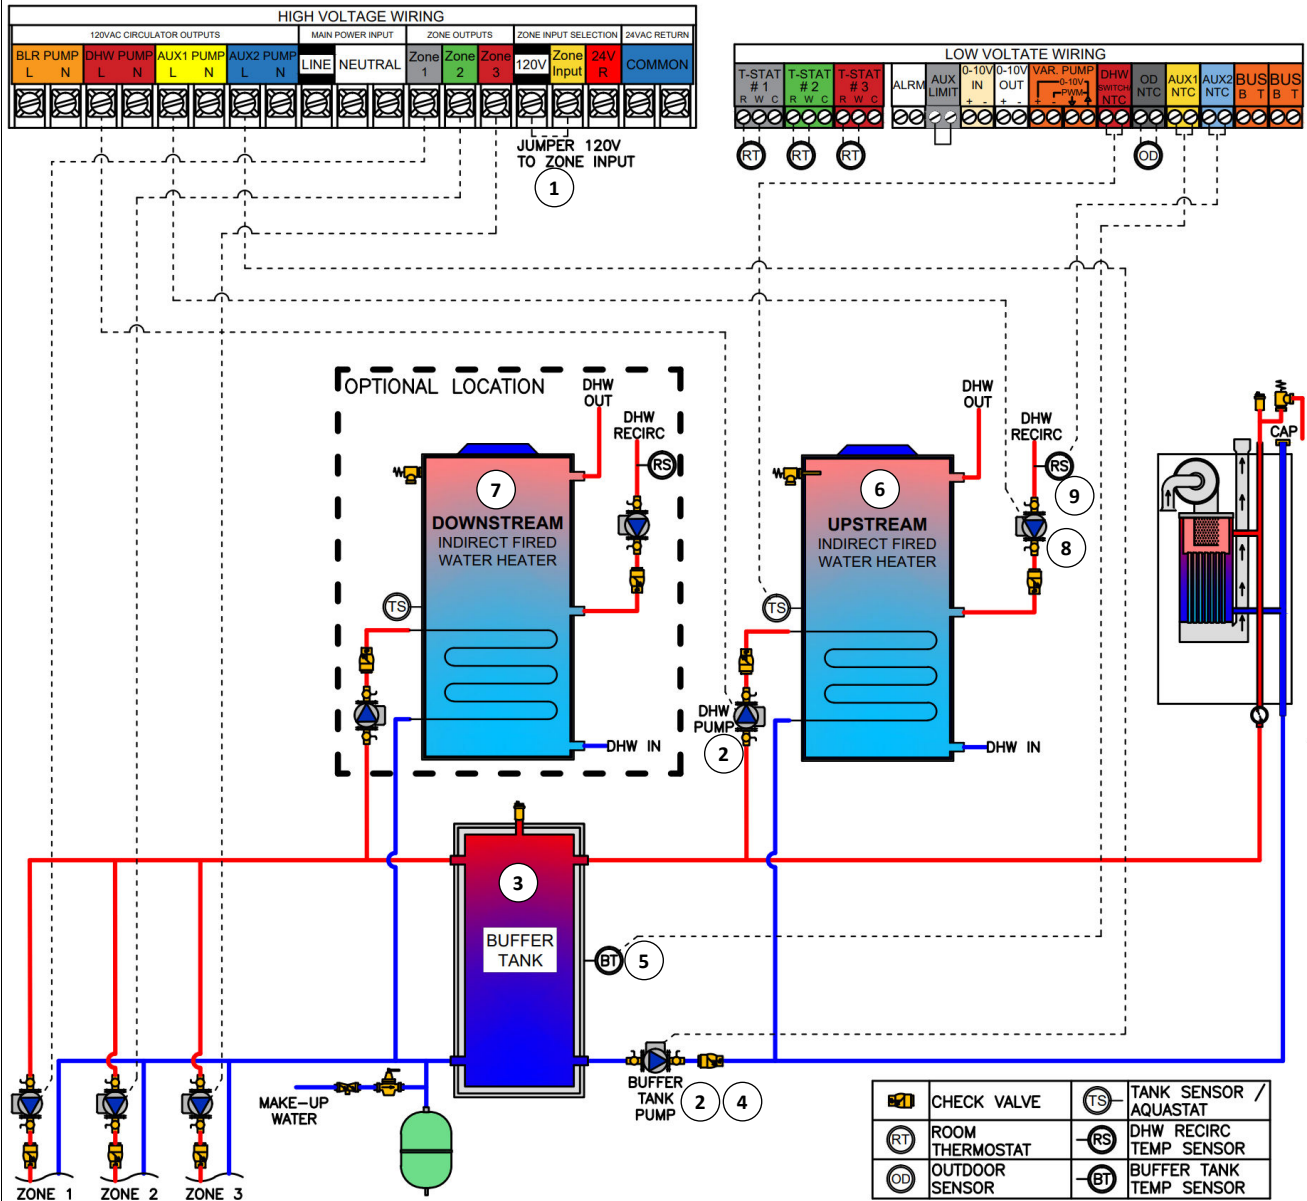 HIGH VOLTAGE WIRING
120VAC CIRCULATOR OUTPUTS
MAIN POWER INPUT
ZONE OUTPUTS
ZONE INPUT SELECTION
24VAC RETURN
BLR PUMP
L N
DHW PUMP
L N
AUX1 PUMP
L N
AUX2 PUMP
L N
LINE
NEUTRAL
Zone
1
Zone
2
Zone
3
120V
Zone
Input
24V
R
COMMON
JUMPER 120V
TO ZONE INPUT
1
LOW VOLTATE WIRING
T-STAT
# 1
R W C
T-STAT
# 2
R W C
T-STAT
# 3
R W C
ALRM
AUX
LIMIT
0-10V
IN
+ -
0-10V
OUT
+ -
VAR. PUMP
0-10V
PWM
+ -
DHW
SWITCH/
NTC
OD
NTC
AUX1
NTC
AUX2
NTC
BUS
B T
BUS
B T
RT
RT
RT
OD
OPTIONAL LOCATION
DHW
OUT
DHW
RECIRC
RS
7
DOWNSTREAM
INDIRECT FIRED
WATER HEATER
TS
DHW IN
DHW
OUT
DHW
RECIRC
RS
9
6
UPSTREAM
INDIRECT FIRED
WATER HEATER
8
TS
DHW
PUMP
2
DHW IN
CAP
3
BUFFER
TANK
BT
5
BUFFER
TANK
PUMP
2
4
MAKE-UP
WATER
ZONE 1
ZONE 2
ZONE 3
CHECK VALVE
TS
TANK SENSOR /
AQUASTAT
RT
ROOM
THERMOSTAT
RS
DHW RECIRC
TEMP SENSOR
OD
OUTDOOR
SENSOR
BT
BUFFER TANK
TEMP SENSOR